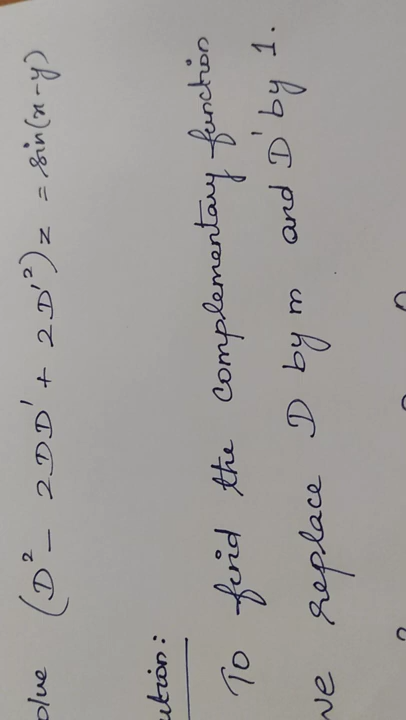 olve (D² - 2DD' + 2D'²)z = sin(x-y)
ution:
To find the complementary function
we replace D by m and D' by 1.